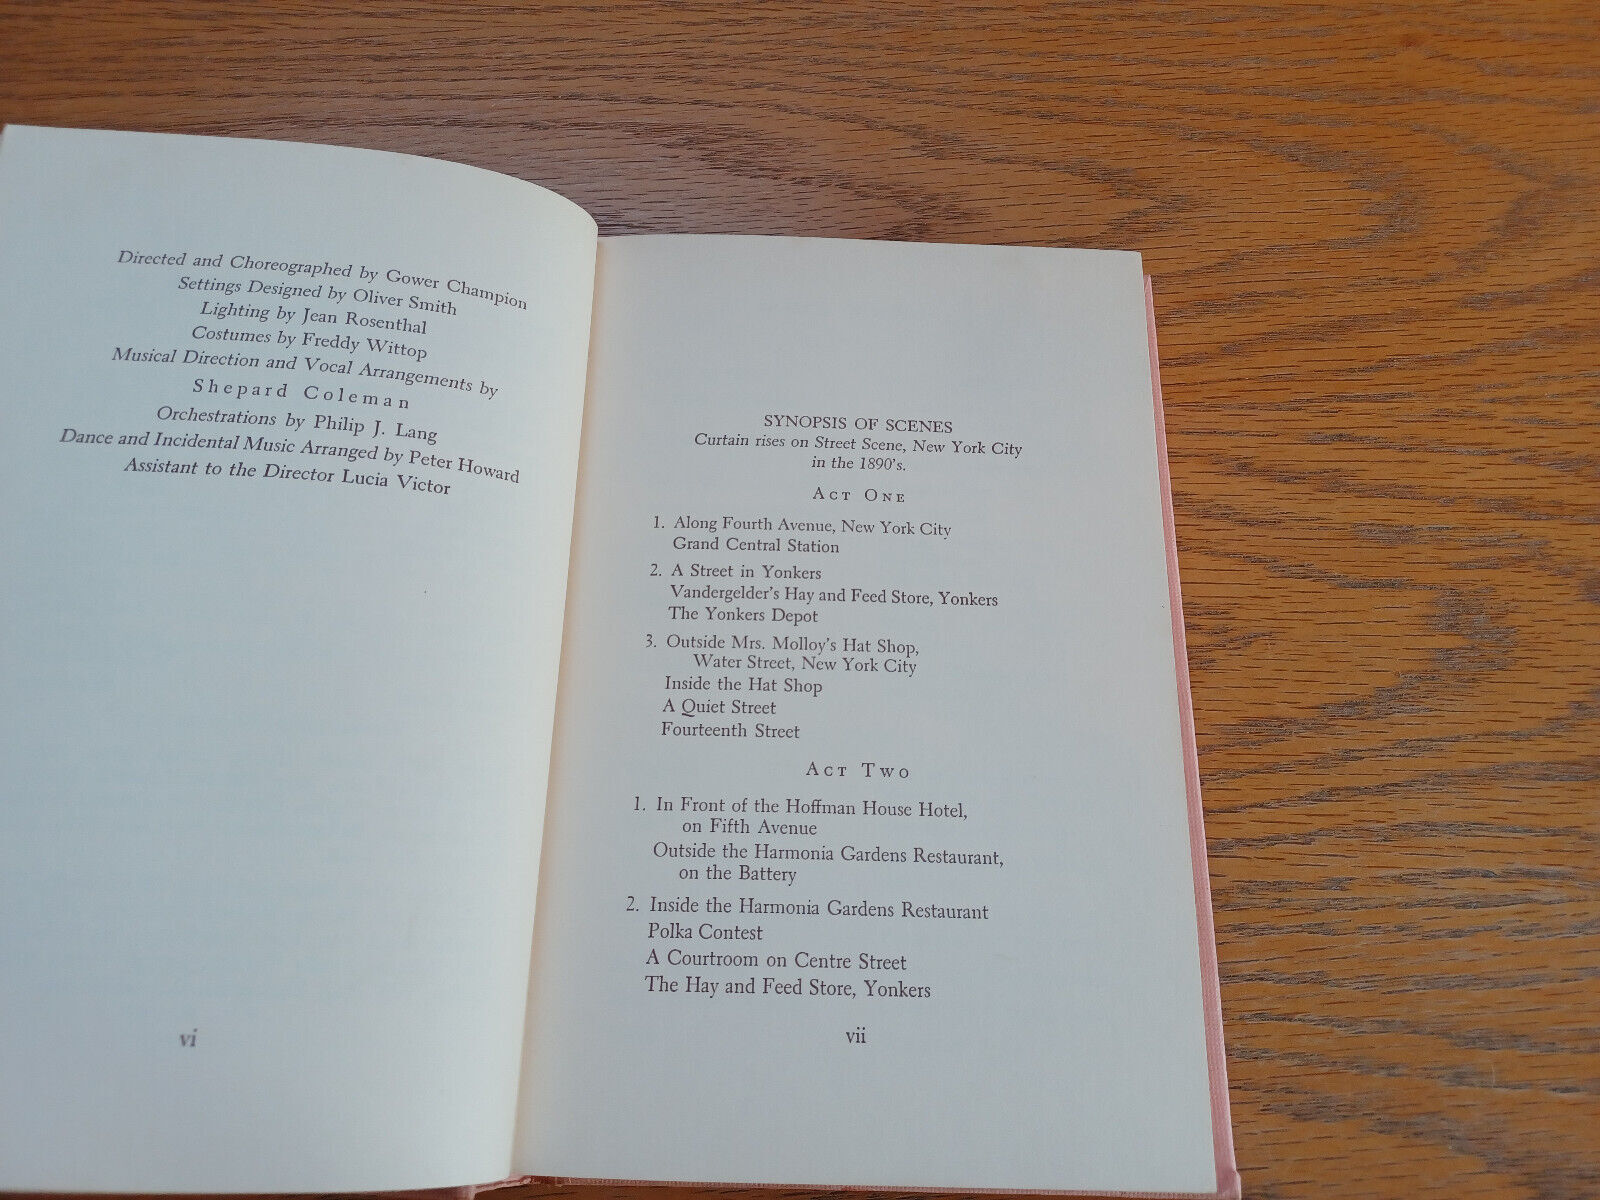 Directed and Choreographed by Gower Champion
Settings Designed by Oliver Smith
Lighting by Jean Rosenthal
Costumes by Freddy Wittop
Musical Direction and Vocal Arrangements by
Shepard Coleman
Orchestrations by Philip J. Lang
Dance and Incidental Music Arranged by Peter Howard
Assistant to the Director Lucia Victor
vi
SYNOPSIS OF SCENES
Curtain rises on Street Scene, New York City
in the 1890's.
ACT ONE
1. Along Fourth Avenue, New York City
Grand Central Station
2. A Street in Yonkers
Vandergelder's Hay and Feed Store, Yonkers
The Yonkers Depot
3. Outside Mrs. Molloy's Hat Shop,
Water Street, New York City
Inside the Hat Shop
A Quiet Street
Fourteenth Street
ACT TWO
1. In Front of the Hoffman House Hotel,
on Fifth Avenue
Outside the Harmonia Gardens Restaurant,
on the Battery
2. Inside the Harmonia Gardens Restaurant
Polka Contest
A Courtroom on Centre Street
The Hay and Feed Store, Yonkers
vii